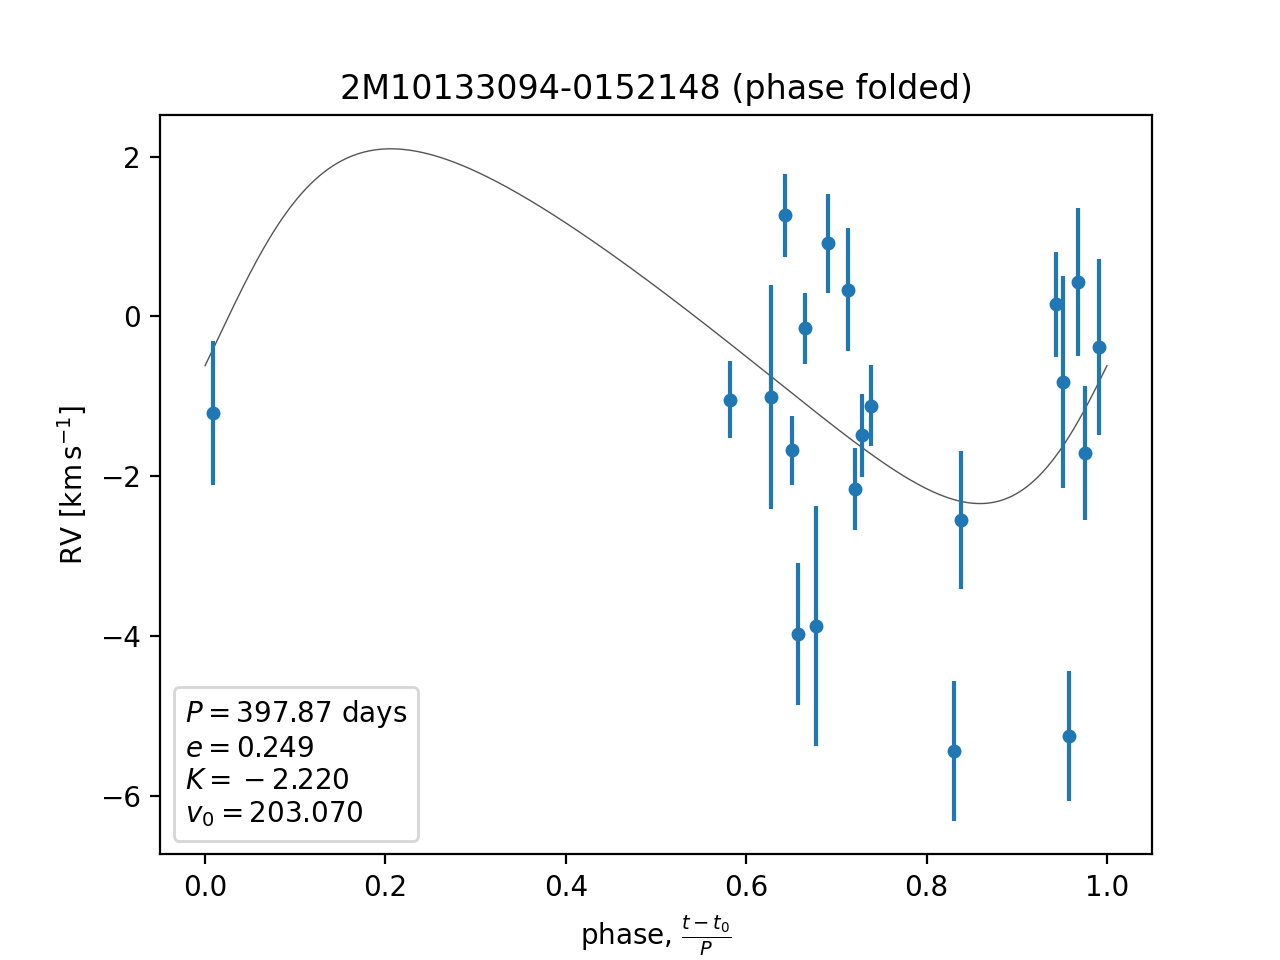 2M10133094-0152148 (phase folded)
RV [km s⁻¹]
2
0
−2
−4
−6
P = 397.87 days
e = 0.249
K = − 2.220
v₀ = 203.070
0.0 0.2 0.4 0.6 0.8 1.0
phase, (t − t₀)/P